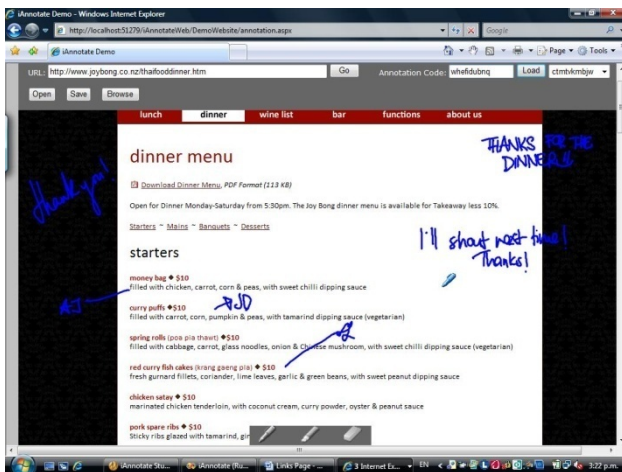 iAnnotate Demo - Windows Internet Explorer
http://localhost:51279/iAnnotateWeb/DemoWebsite/annotation.aspx
Google
iAnnotate Demo
Page
Tools
URL: http://www.joybong.co.nz/thaifooddinner.htm
Go
Annotation Code: whefidubnq
Load
ctmtvkmbjw
Open
Save
Browse
lunch
dinner
wine list
bar
functions
about us
THANKS FOR THE
DINNER!!
dinner menu
thank you!
Download Dinner Menu, PDF Format (113 KB)
Open for Dinner Monday-Saturday from 5:30pm. The Joy Bong dinner menu is available for Takeaway less 10%.
Starters ~ Mains ~ Banquets ~ Desserts
I'll shout next time!
Thanks!
starters
money bag ♦ $10
filled with chicken, carrot, corn & peas, with sweet chilli dipping sauce
AJ
JD
curry puffs ♦$10
filled with carrot, corn, pumpkin & peas, with tamarind dipping sauce (vegetarian)
spring rolls (poa pia thawt) ♦$10
filled with cabbage, carrot, glass noodles, onion & Chinese mushroom, with sweet chilli dipping sauce (vegetarian)
red curry fish cakes (krang gaeng pla) ♦ $10
fresh gurnard fillets, coriander, lime leaves, garlic & green beans, with sweet peanut dipping sauce
chicken satay ♦ $10
marinated chicken tenderloin, with coconut cream, curry powder, oyster & peanut sauce
pork spare ribs ♦ $10
Sticky ribs glazed with tamarind, gin
iAnnotate Stu...
iAnnotate (Ru...
Links Page - ...
3 Internet Ex...
EN
3:22 p.m.